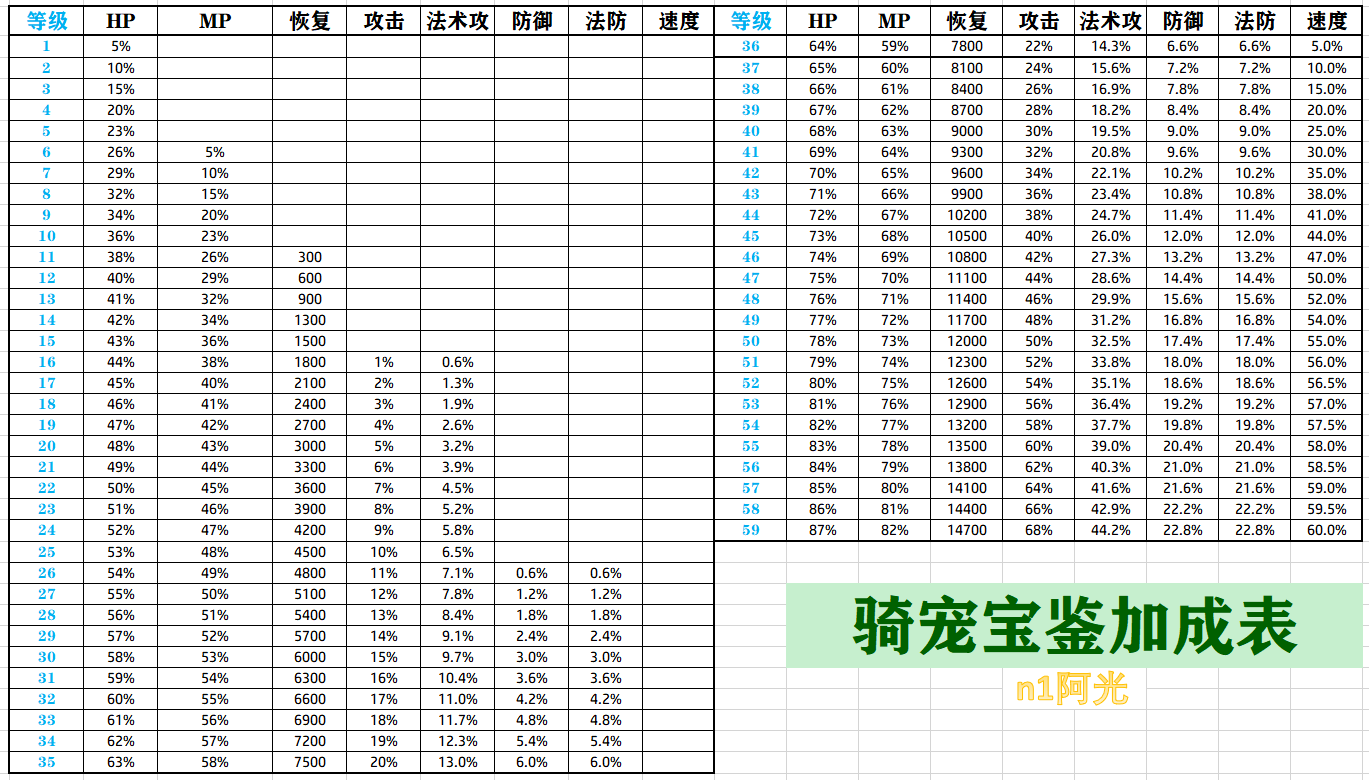 等级 HP MP 恢复 攻击 法术攻 防御 法防 速度
1 5%
2 10%
3 15%
4 20%
5 23%
6 26% 5%
7 29% 10%
8 32% 15%
9 34% 20%
10 36% 23%
11 38% 26% 300
12 40% 29% 600
13 41% 32% 900
14 42% 34% 1300
15 43% 36% 1500
16 44% 38% 1800 1% 0.6%
17 45% 40% 2100 2% 1.3%
18 46% 41% 2400 3% 1.9%
19 47% 42% 2700 4% 2.6%
20 48% 43% 3000 5% 3.2%
21 49% 44% 3300 6% 3.9%
22 50% 45% 3600 7% 4.5%
23 51% 46% 3900 8% 5.2%
24 52% 47% 4200 9% 5.8%
25 53% 48% 4500 10% 6.5%
26 54% 49% 4800 11% 7.1% 0.6% 0.6%
27 55% 50% 5100 12% 7.8% 1.2% 1.2%
28 56% 51% 5400 13% 8.4% 1.8% 1.8%
29 57% 52% 5700 14% 9.1% 2.4% 2.4%
30 58% 53% 6000 15% 9.7% 3.0% 3.0%
31 59% 54% 6300 16% 10.4% 3.6% 3.6%
32 60% 55% 6600 17% 11.0% 4.2% 4.2%
33 61% 56% 6900 18% 11.7% 4.8% 4.8%
34 62% 57% 7200 19% 12.3% 5.4% 5.4%
35 63% 58% 7500 20% 13.0% 6.0% 6.0%
等级 HP MP 恢复 攻击 法术攻 防御 法防 速度
36 64% 59% 7800 22% 14.3% 6.6% 6.6% 5.0%
37 65% 60% 8100 24% 15.6% 7.2% 7.2% 10.0%
38 66% 61% 8400 26% 16.9% 7.8% 7.8% 15.0%
39 67% 62% 8700 28% 18.2% 8.4% 8.4% 20.0%
40 68% 63% 9000 30% 19.5% 9.0% 9.0% 25.0%
41 69% 64% 9300 32% 20.8% 9.6% 9.6% 30.0%
42 70% 65% 9600 34% 22.1% 10.2% 10.2% 35.0%
43 71% 66% 9900 36% 23.4% 10.8% 10.8% 38.0%
44 72% 67% 10200 38% 24.7% 11.4% 11.4% 41.0%
45 73% 68% 10500 40% 26.0% 12.0% 12.0% 44.0%
46 74% 69% 10800 42% 27.3% 13.2% 13.2% 47.0%
47 75% 70% 11100 44% 28.6% 14.4% 14.4% 50.0%
48 76% 71% 11400 46% 29.9% 15.6% 15.6% 52.0%
49 77% 72% 11700 48% 31.2% 16.8% 16.8% 54.0%
50 78% 73% 12000 50% 32.5% 17.4% 17.4% 55.0%
51 79% 74% 12300 52% 33.8% 18.0% 18.0% 56.0%
52 80% 75% 12600 54% 35.1% 18.6% 18.6% 56.5%
53 81% 76% 12900 56% 36.4% 19.2% 19.2% 57.0%
54 82% 77% 13200 58% 37.7% 19.8% 19.8% 57.5%
55 83% 78% 13500 60% 39.0% 20.4% 20.4% 58.0%
56 84% 79% 13800 62% 40.3% 21.0% 21.0% 58.5%
57 85% 80% 14100 64% 41.6% 21.6% 21.6% 59.0%
58 86% 81% 14400 66% 42.9% 22.2% 22.2% 59.5%
59 87% 82% 14700 68% 44.2% 22.8% 22.8% 60.0%
骑宠宝鉴加成表
n1阿光